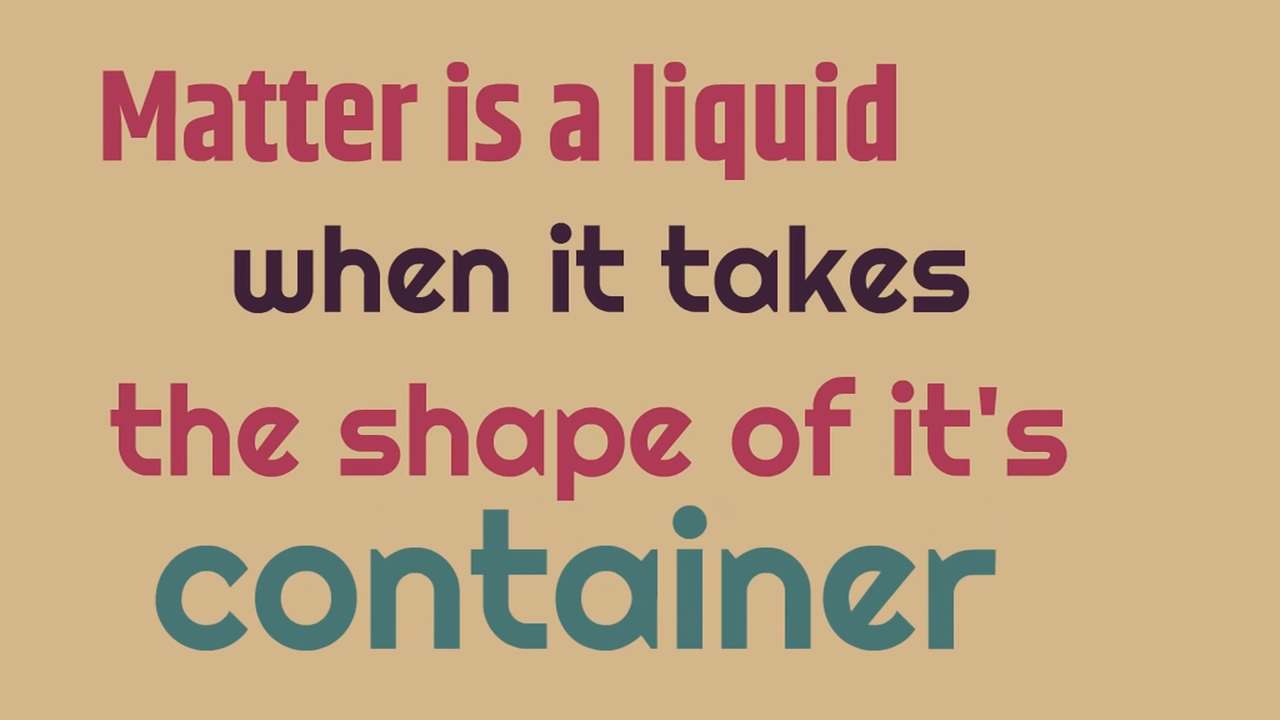 Matter is a liquid
when it takes
the shape of it's
container